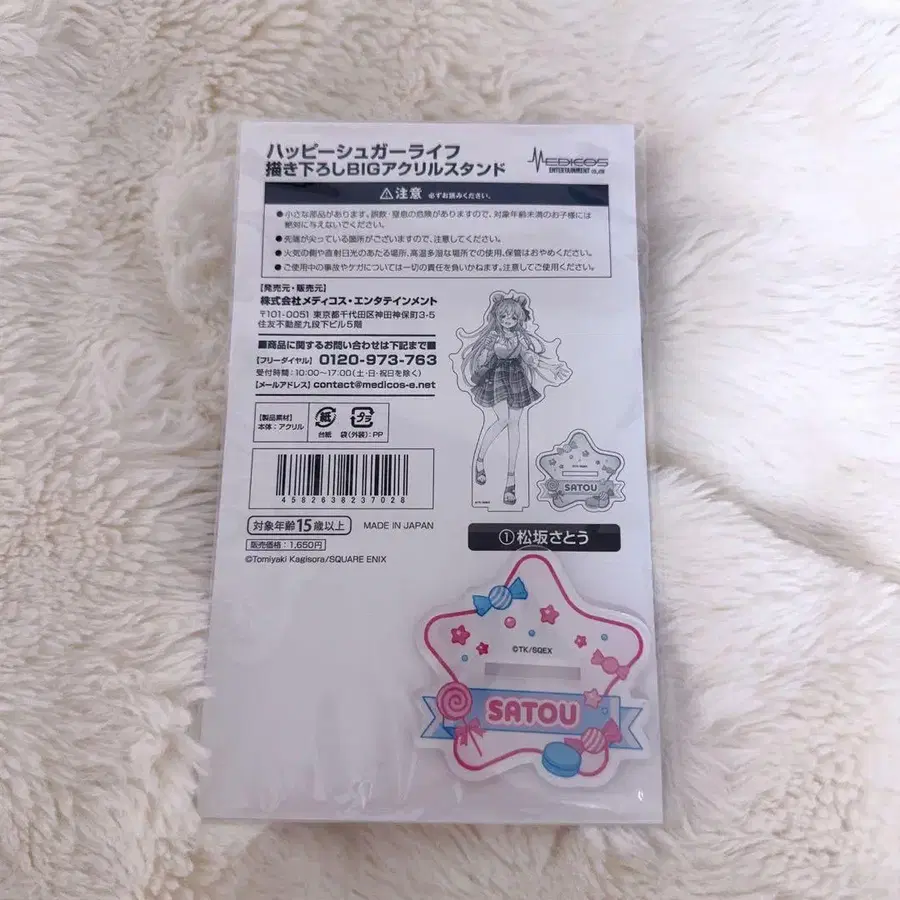 ハッピーシュガーライフ
描き下ろしBIGアクリルスタンド
MEDICOS
ENTERTAINMENT CO.,LTD
注意 必ずお読みください。
●小さな部品があります。誤飲・窒息の危険がありますので、対象年齢未満のお子様には
絶対に与えないでください。
●先端が尖っている箇所がございますので、注意してください。
●火気の側や直射日光のあたる場所、高温多湿な場所での使用、保管はおやめください。
●ご使用中の事故やケガについては一切の責任を負いかねます。注意してご使用ください。
【発売元・販売元】
株式会社メディコス・エンタテインメント
〒101-0051 東京都千代田区神田神保町3-5
住友不動産九段下ビル5階
■商品に関するお問い合わせは下記まで■
【フリーダイヤル】 0120-973-763
受付時間：10:00〜17:00(土・日・祝日を除く)
【メールアドレス】 contact@medicos-e.net
【製品素材】
本体：アクリル
紙
台紙
プラ
袋(外装)：PP
4582638237028
対象年齢15歳以上
MADE IN JAPAN
販売価格：1,650円
©Tomiyaki Kagisora/SQUARE ENIX
SATOU
①松坂さとう
©TK/SQEX
SATOU